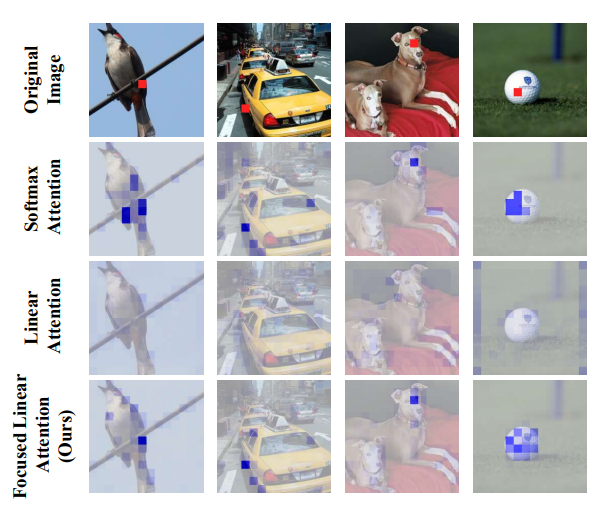 Original
Image
Softmax
Attention
Linear
Attention
Focused Linear
Attention
(Ours)